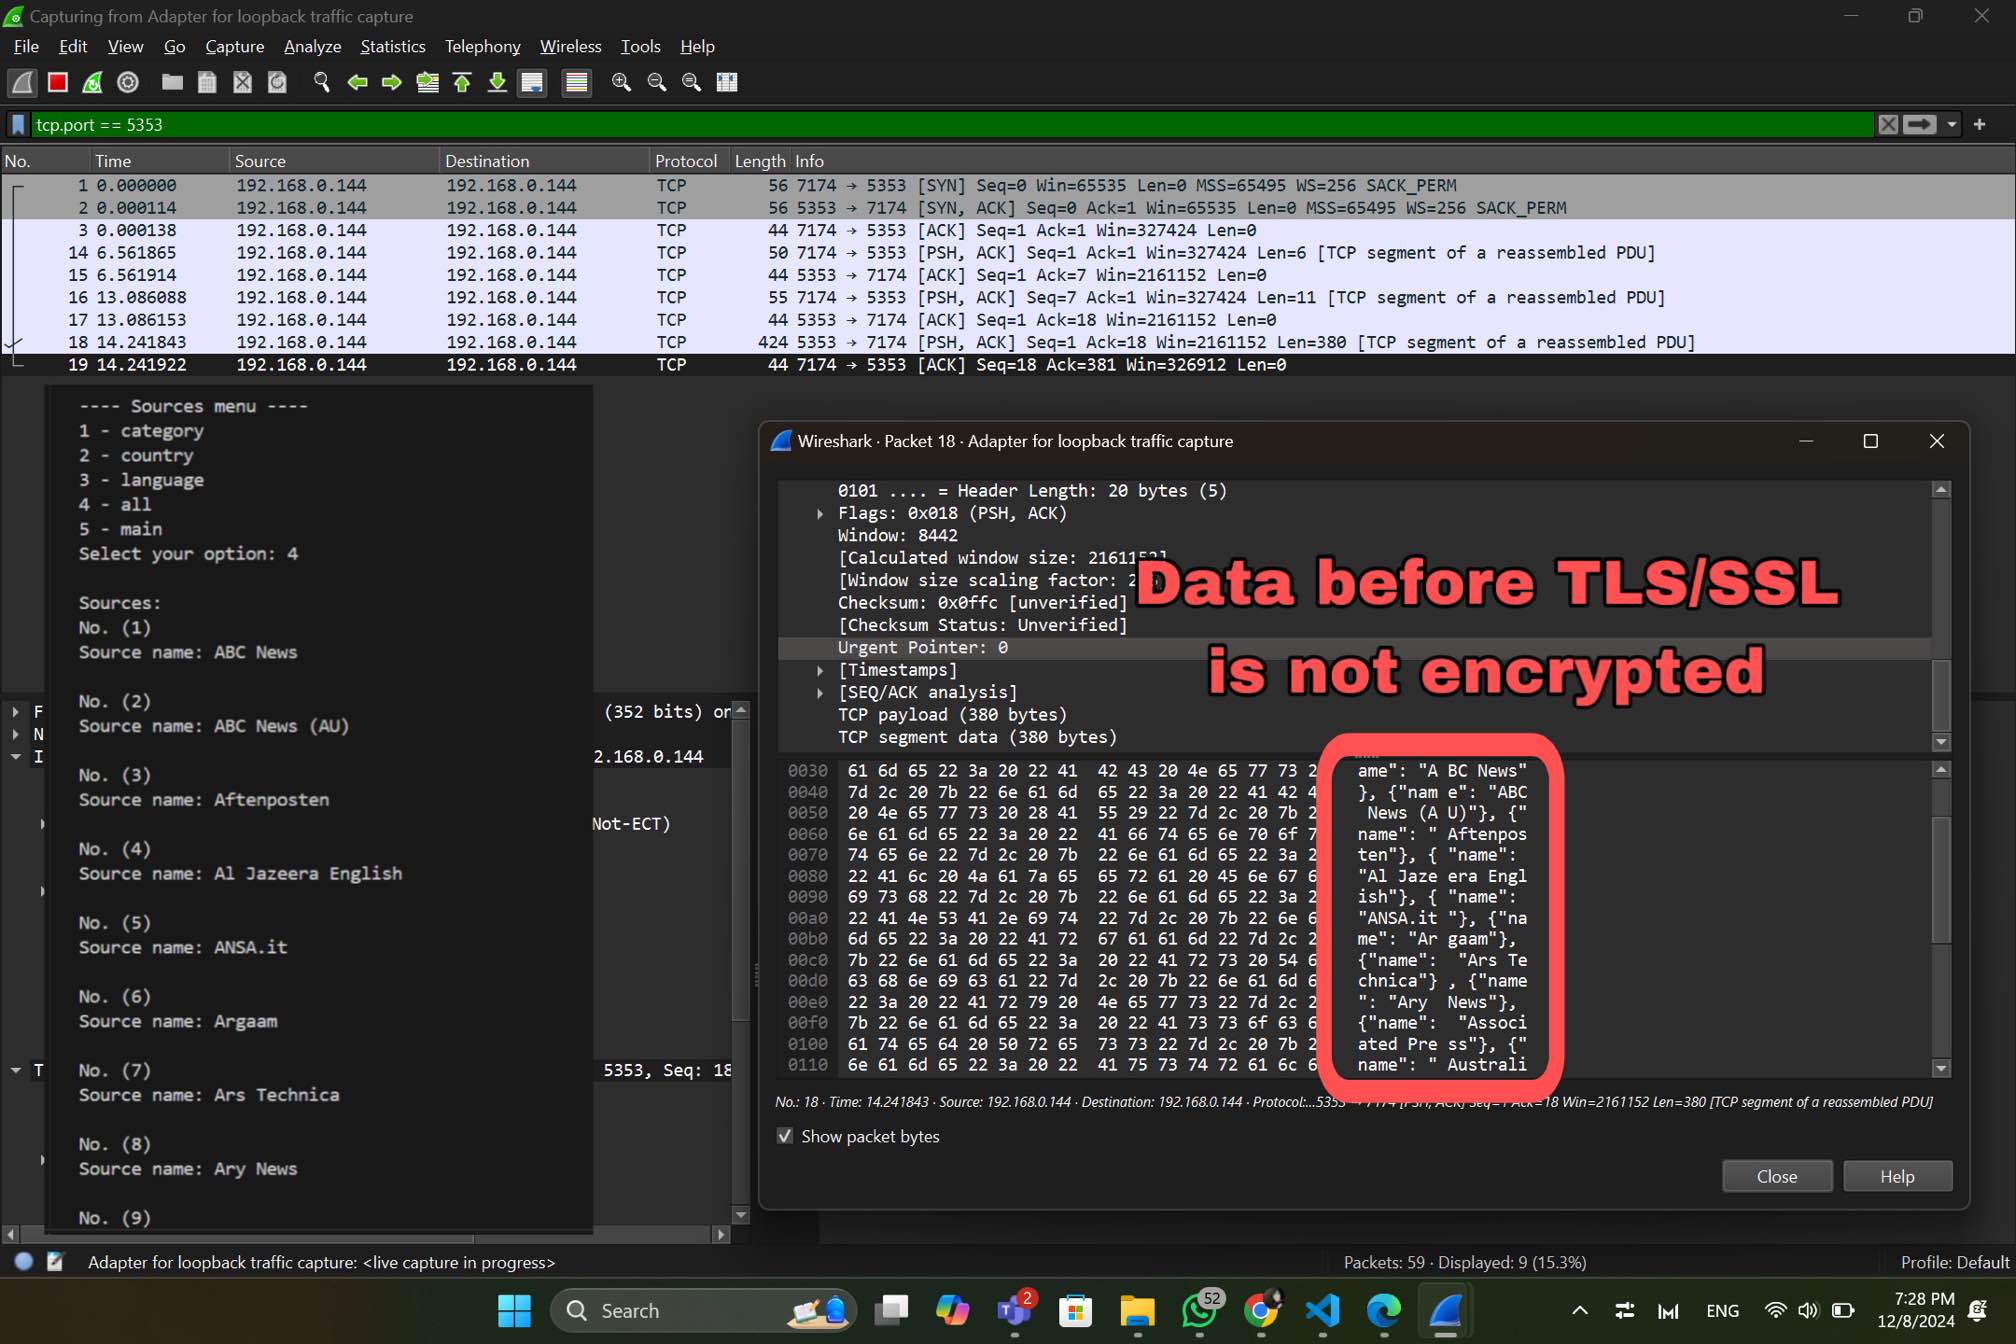 Capturing from Adapter for loopback traffic capture
File Edit View Go Capture Analyze Statistics Telephony Wireless Tools Help
tcp.port == 5353
No. Time Source Destination Protocol Length Info
1 0.000000 192.168.0.144 192.168.0.144 TCP 56 7174 → 5353 [SYN] Seq=0 Win=65535 Len=0 MSS=65495 WS=256 SACK_PERM
2 0.000114 192.168.0.144 192.168.0.144 TCP 56 5353 → 7174 [SYN, ACK] Seq=0 Ack=1 Win=65535 Len=0 MSS=65495 WS=256 SACK_PERM
3 0.000138 192.168.0.144 192.168.0.144 TCP 44 7174 → 5353 [ACK] Seq=1 Ack=1 Win=327424 Len=0
14 6.561865 192.168.0.144 192.168.0.144 TCP 50 7174 → 5353 [PSH, ACK] Seq=1 Ack=1 Win=327424 Len=6 [TCP segment of a reassembled PDU]
15 6.561914 192.168.0.144 192.168.0.144 TCP 44 5353 → 7174 [ACK] Seq=1 Ack=7 Win=2161152 Len=0
16 13.086088 192.168.0.144 192.168.0.144 TCP 55 7174 → 5353 [PSH, ACK] Seq=7 Ack=1 Win=327424 Len=11 [TCP segment of a reassembled PDU]
17 13.086153 192.168.0.144 192.168.0.144 TCP 44 5353 → 7174 [ACK] Seq=1 Ack=18 Win=2161152 Len=0
18 14.241843 192.168.0.144 192.168.0.144 TCP 424 5353 → 7174 [PSH, ACK] Seq=1 Ack=18 Win=2161152 Len=380 [TCP segment of a reassembled PDU]
19 14.241922 192.168.0.144 192.168.0.144 TCP 44 7174 → 5353 [ACK] Seq=18 Ack=381 Win=326912 Len=0
---- Sources menu ----
1 - category
2 - country
3 - language
4 - all
5 - main
Select your option: 4
Sources:
No. (1)
Source name: ABC News
No. (2)
Source name: ABC News (AU)
No. (3)
Source name: Aftenposten
No. (4)
Source name: Al Jazeera English
No. (5)
Source name: ANSA.it
No. (6)
Source name: Argaam
No. (7)
Source name: Ars Technica
No. (8)
Source name: Ary News
No. (9)
F (352 bits) on
N
I 2.168.0.144
Not-ECT)
T 5353, Seq: 18
Wireshark · Packet 18 · Adapter for loopback traffic capture
0101 .... = Header Length: 20 bytes (5)
Flags: 0x018 (PSH, ACK)
Window: 8442
[Calculated window size: 2161152]
[Window size scaling factor: 2
Checksum: 0x0ffc [unverified]
[Checksum Status: Unverified]
Urgent Pointer: 0
[Timestamps]
[SEQ/ACK analysis]
TCP payload (380 bytes)
TCP segment data (380 bytes)
Data before TLS/SSL
is not encrypted
0030 61 6d 65 22 3a 20 22 41 42 43 20 4e 65 77 73 2 ame": "A BC News"
0040 7d 2c 20 7b 22 6e 61 6d 65 22 3a 20 22 41 42 4 }, {"nam e": "ABC
0050 20 4e 65 77 73 20 28 41 55 29 22 7d 2c 20 7b 2 News (A U)"}, {"
0060 6e 61 6d 65 22 3a 20 22 41 66 74 65 6e 70 6f 7 name": " Aftenpos
0070 74 65 6e 22 7d 2c 20 7b 22 6e 61 6d 65 22 3a 2 ten"}, { "name":
0080 22 41 6c 20 4a 61 7a 65 65 72 61 20 45 6e 67 6 "Al Jaze era Engl
0090 69 73 68 22 7d 2c 20 7b 22 6e 61 6d 65 22 3a 2 ish"}, { "name":
00a0 22 41 4e 53 41 2e 69 74 22 7d 2c 20 7b 22 6e 6 "ANSA.it "}, {"na
00b0 6d 65 22 3a 20 22 41 72 67 61 61 6d 22 7d 2c 2 me": "Ar gaam"},
00c0 7b 22 6e 61 6d 65 22 3a 20 22 41 72 73 20 54 6 {"name": "Ars Te
00d0 63 68 6e 69 63 61 22 7d 2c 20 7b 22 6e 61 6d 6 chnica"} , {"name
00e0 22 3a 20 22 41 72 79 20 4e 65 77 73 22 7d 2c 2 ": "Ary News"},
00f0 7b 22 6e 61 6d 65 22 3a 20 22 41 73 73 6f 63 6 {"name": "Associ
0100 61 74 65 64 20 50 72 65 73 73 22 7d 2c 20 7b 2 ated Pre ss"}, {"
0110 6e 61 6d 65 22 3a 20 22 41 75 73 74 72 61 6c 6 name": " Australi
No.: 18 · Time: 14.241843 · Source: 192.168.0.144 · Destination: 192.168.0.144 · Protocol:...5353 → 7174 [PSH, ACK] Seq=1 Ack=18 Win=2161152 Len=380 [TCP segment of a reassembled PDU]
Show packet bytes
Close Help
Adapter for loopback traffic capture: <live capture in progress> Packets: 59 · Displayed: 9 (15.3%) Profile: Default
Search 2 52 ENG 7:28 PM
12/8/2024